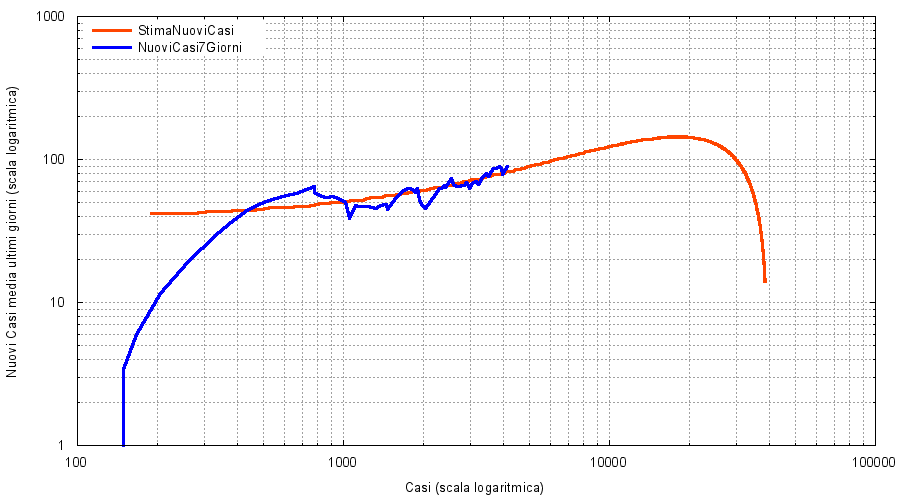 1000
StimaNuoviCasi
NuoviCasi7Giorni
100
10
1
Nuovi Casi media ultimi giorni (scala logaritmica)
100 1000 10000 100000
Casi (scala logaritmica)